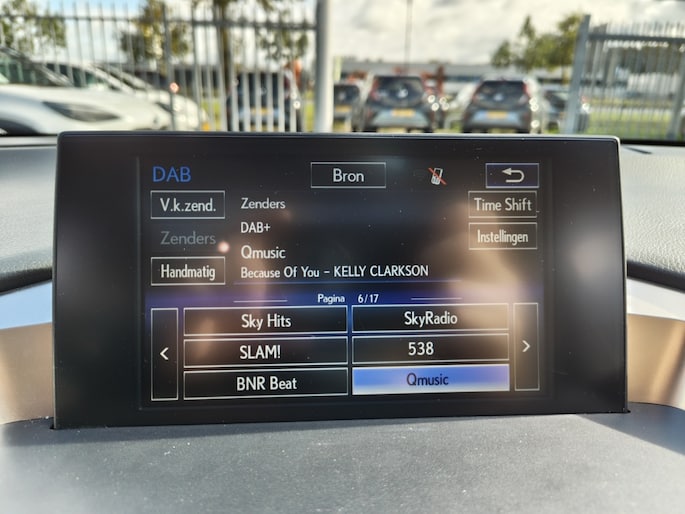 DAB
Bron
V.k.zend.
Zenders
Time Shift
Zenders
DAB+
Instellingen
Qmusic
Handmatig
Because Of You - KELLY CLARKSON
Pagina 6/17
Sky Hits
SkyRadio
<
SLAM!
538
>
BNR Beat
Qmusic